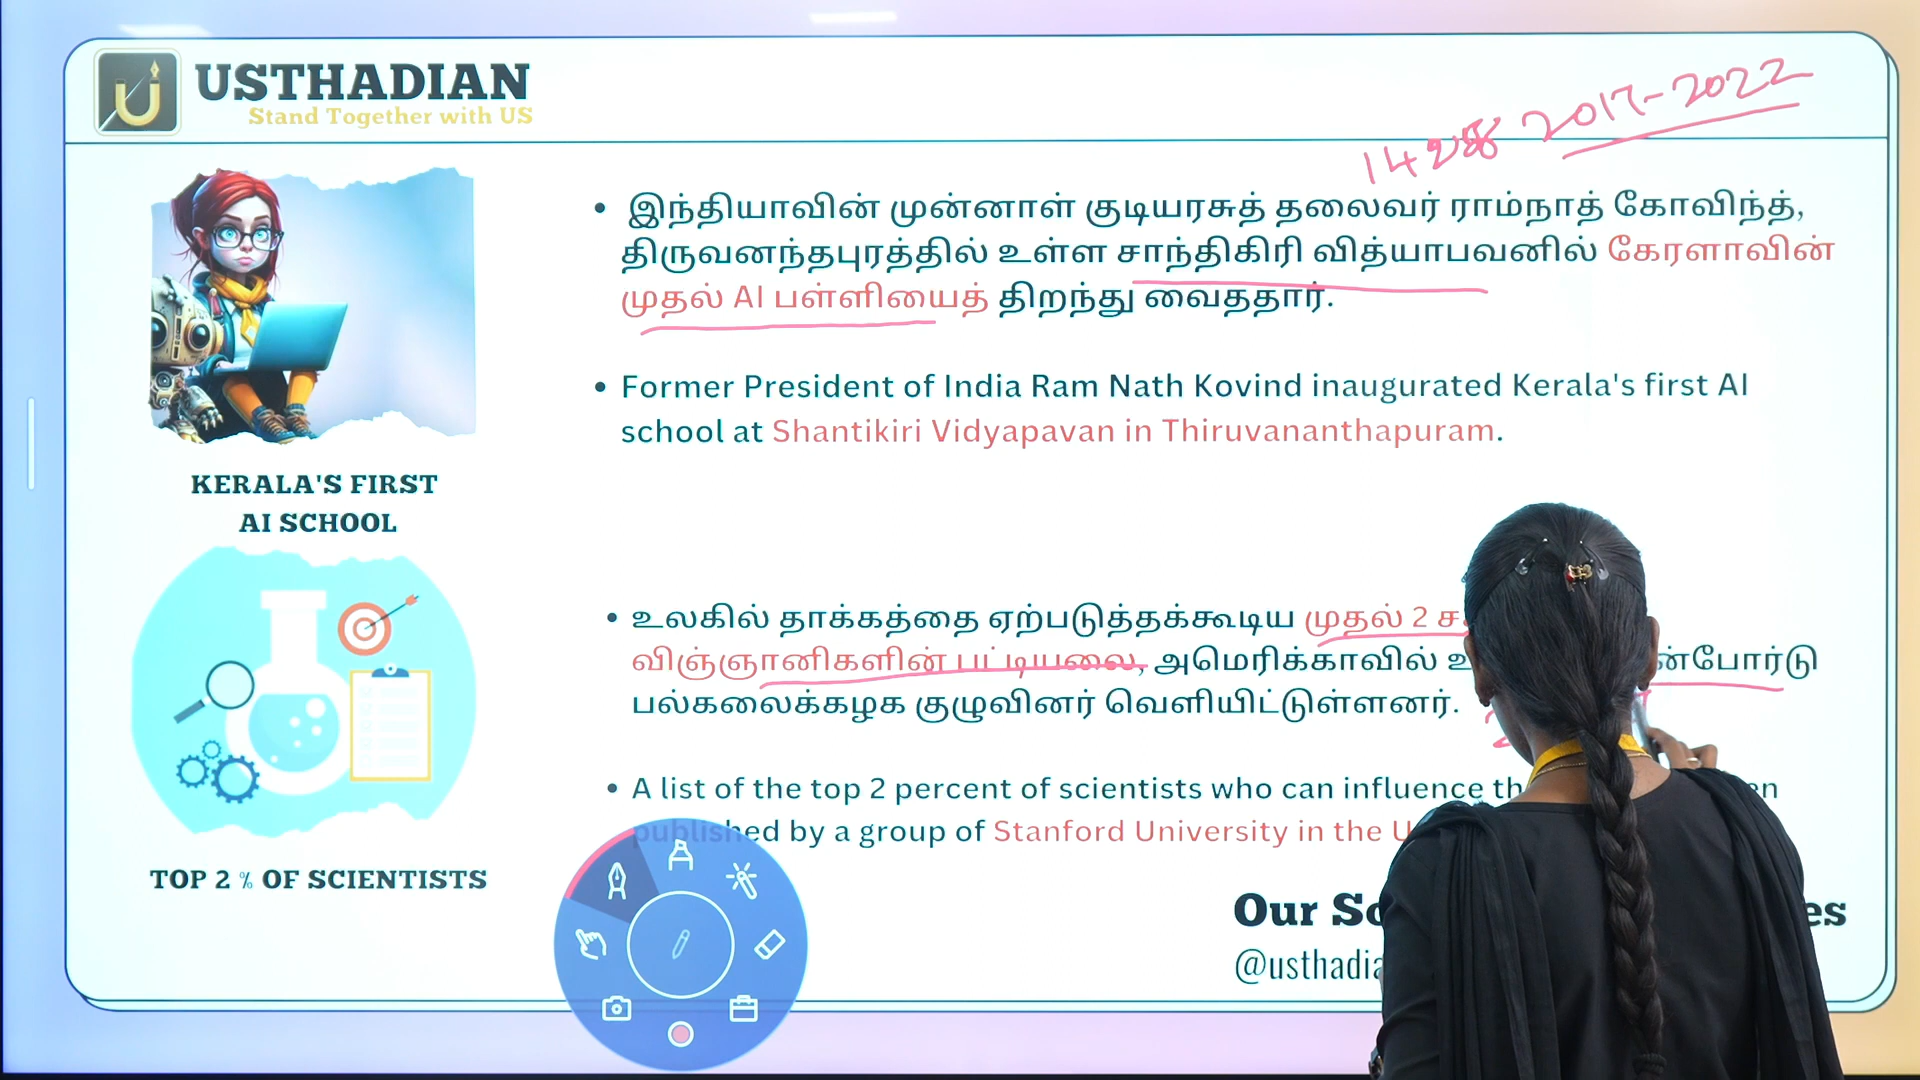 USTHADIAN
Stand Together with US
14வது 2017-2022
• இந்தியாவின் முன்னாள் குடியரசுத் தலைவர் ராம்நாத் கோவிந்த்,
திருவனந்தபுரத்தில் உள்ள சாந்திகிரி வித்யாபவனில் கேரளாவின்
முதல் AI பள்ளியைத் திறந்து வைததார்.
• Former President of India Ram Nath Kovind inaugurated Kerala's first AI
school at Shantikiri Vidyapavan in Thiruvananthapuram.
KERALA'S FIRST
AI SCHOOL
• உலகில் தாக்கத்தை ஏற்படுத்தக்கூடிய முதல் 2
விஞ்ஞானிகளின் பட்டியலை, அமெரிக்காவில்
பல்கலைக்கழக குழுவினர் வெளியிட்டுள்ளனர்.
• A list of the top 2 percent of scientists who can influence
published by a group of Stanford University in the
TOP 2 % OF SCIENTISTS
Our